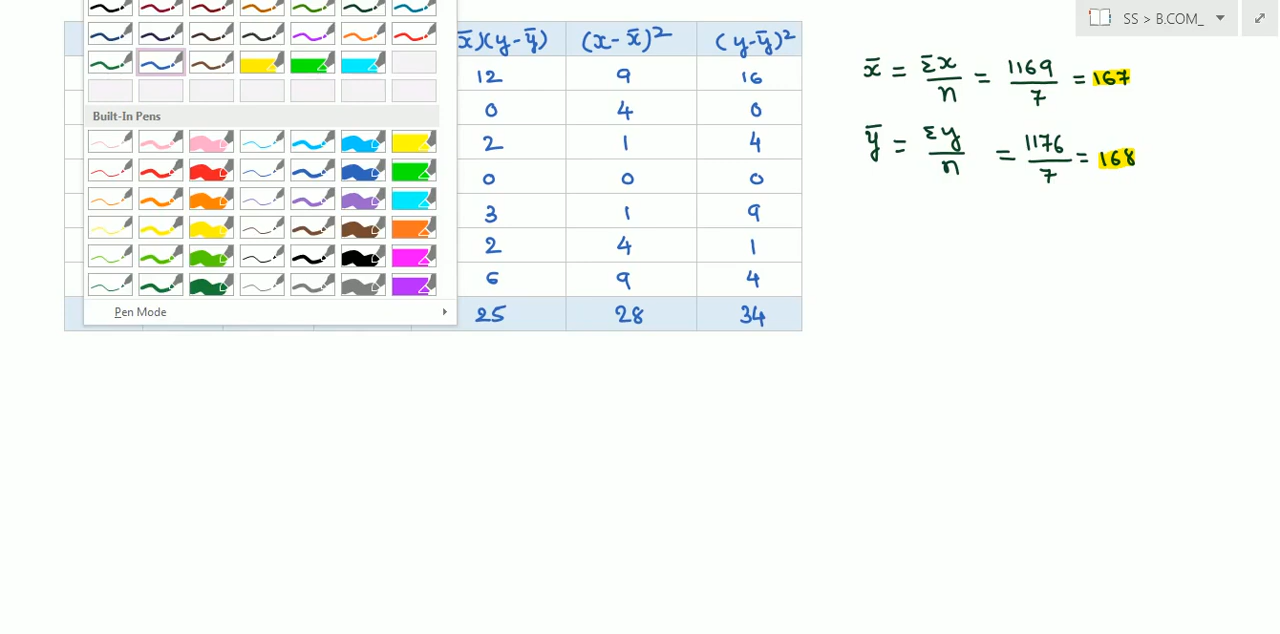 SS > B.COM_
x̄)(y-ȳ) (x-x̄)² (y-ȳ)²
12 9 16
0 4 0
2 1 4
0 0 0
3 1 9
2 4 1
6 9 4
25 28 34
x̄ = Σx/n = 1169/7 = 167
ȳ = Σy/n = 1176/7 = 168
Built-In Pens
Pen Mode